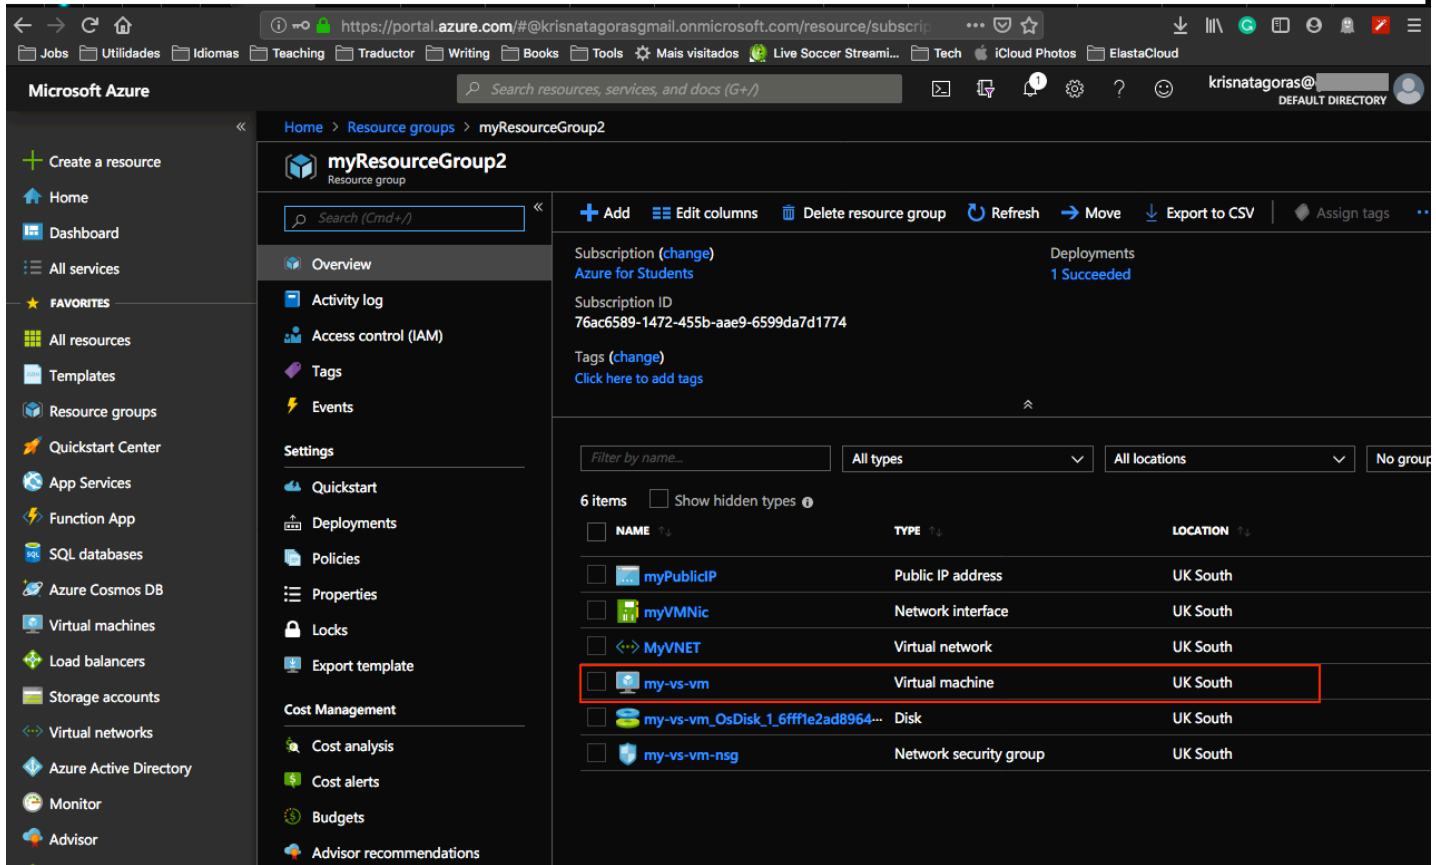 https://portal.azure.com/#@krisnatagorasgmail.onmicrosoft.com/resource/subscrip
Jobs Utilidades Idiomas Teaching Traductor Writing Books Tools Mais visitados Live Soccer Streami... Tech iCloud Photos ElastaCloud
Microsoft Azure
Search resources, services, and docs (G+/)
1
krisnatagoras@
DEFAULT DIRECTORY
Home > Resource groups > myResourceGroup2
Create a resource
Home
Dashboard
All services
FAVORITES
All resources
Templates
Resource groups
Quickstart Center
App Services
Function App
SQL databases
Azure Cosmos DB
Virtual machines
Load balancers
Storage accounts
Virtual networks
Azure Active Directory
Monitor
Advisor
myResourceGroup2
Resource group
Search (Cmd+/)
Overview
Activity log
Access control (IAM)
Tags
Events
Settings
Quickstart
Deployments
Policies
Properties
Locks
Export template
Cost Management
Cost analysis
Cost alerts
Budgets
Advisor recommendations
Add Edit columns Delete resource group Refresh Move Export to CSV Assign tags
Subscription (change)
Azure for Students
Subscription ID
76ac6589-1472-455b-aae9-6599da7d1774
Tags (change)
Click here to add tags
Deployments
1 Succeeded
Filter by name... All types All locations No group
6 items Show hidden types
NAME TYPE LOCATION
myPublicIP Public IP address UK South
myVMNic Network interface UK South
MyVNET Virtual network UK South
my-vs-vm Virtual machine UK South
my-vs-vm_OsDisk_1_6fff1e2ad8964... Disk UK South
my-vs-vm-nsg Network security group UK South